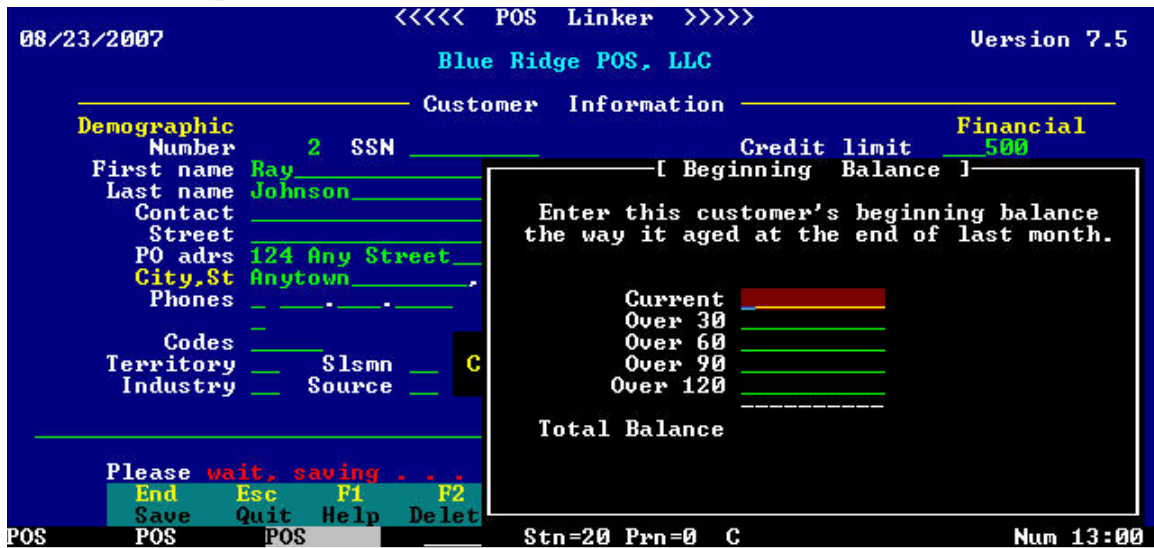 <<<<< POS Linker >>>>>
08/23/2007 Version 7.5
Blue Ridge POS, LLC
Customer Information
Demographic Financial
Number 2 SSN Credit limit 500
First name Ray [ Beginning Balance ]
Last name Johnson
Contact Enter this customer's beginning balance
Street the way it aged at the end of last month.
PO adrs 124 Any Street
City,St Anytown ,
Phones . . Current
Over 30
Codes Over 60
Territory Slsmn C Over 90
Industry Source Over 120
Total Balance
Please wait, saving . . .
End Esc F1 F2
Save Quit Help Delet
POS POS POS Stn=20 Prn=0 C Num 13:00